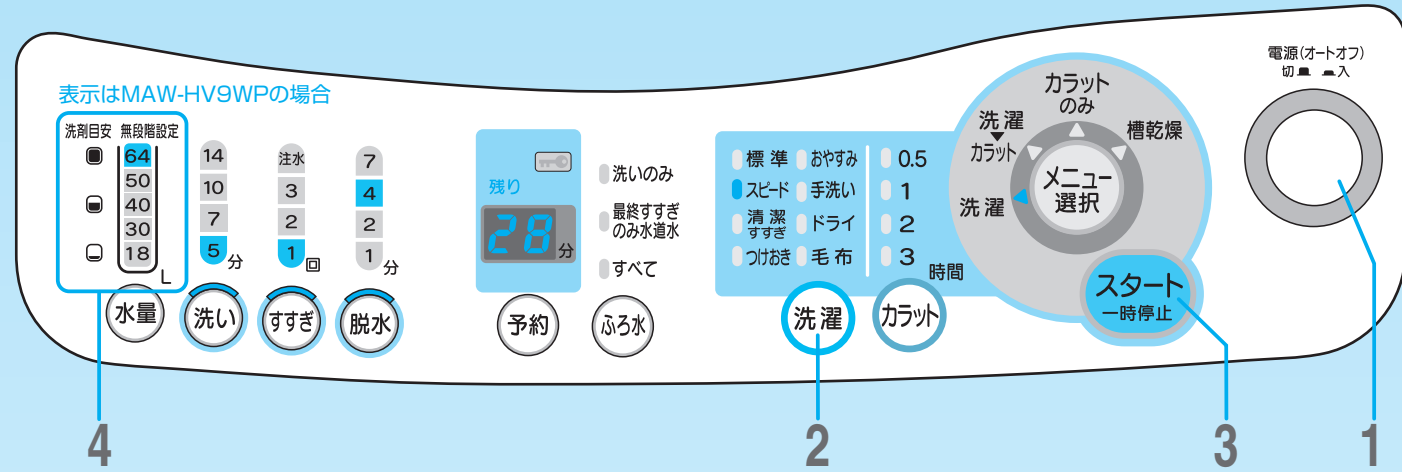 表示はMAW-HV9WPの場合
洗剤目安 無段階設定
64
50
40
30
18
L
水量
14
10
7
5
分
洗い
注水
3
2
1
回
すすぎ
7
4
2
1
分
脱水
残り
28
分
予約
洗いのみ
最終すすぎ
のみ水道水
すべて
ふろ水
標準
スピード
清潔
すすぎ
つけおき
おやすみ
手洗い
ドライ
毛布
洗濯
0.5
1
2
3
時間
カラット
カラット
のみ
洗濯
カラット
槽乾燥
洗濯
メニュー
選択
スタート
一時停止
電源(オートオフ)
切 入
4
2
3
1